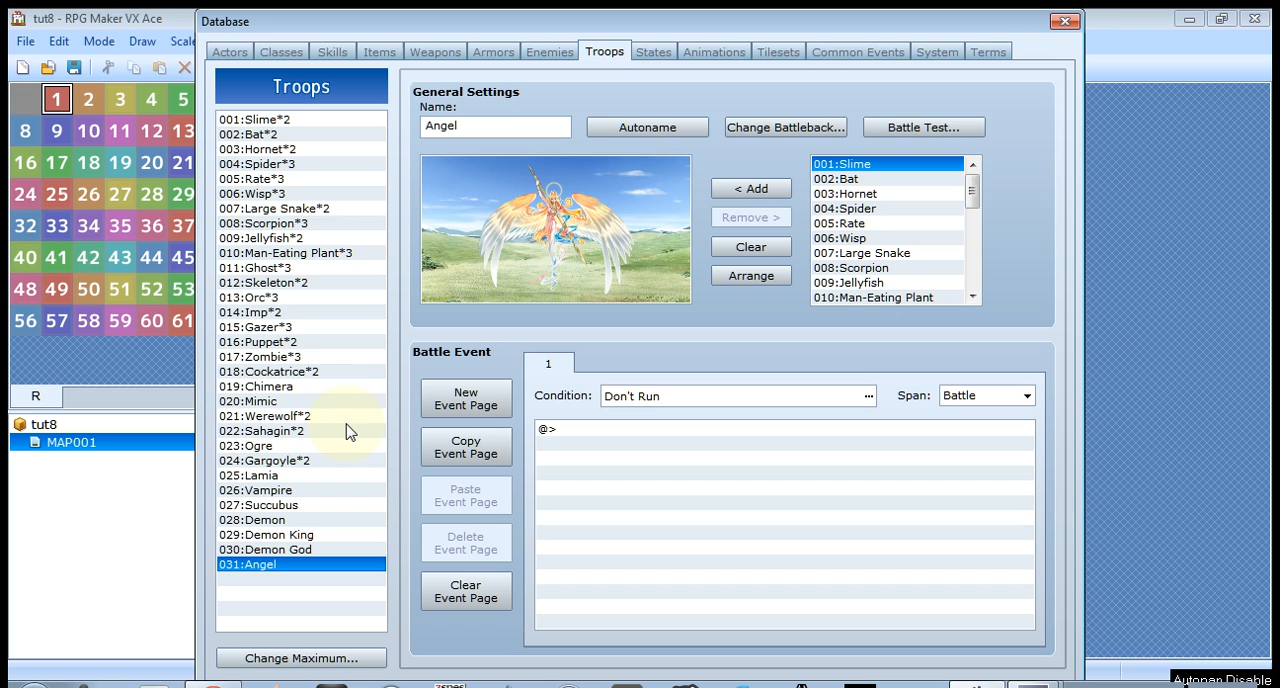 tut8 - RPG Maker VX Ace
File Edit Mode Draw Scale
1 2 3 4 5
8 9 10 11 12 13
16 17 18 19 20 21
24 25 26 27 28 29
32 33 34 35 36 37
40 41 42 43 44 45
48 49 50 51 52 53
56 57 58 59 60 61
R
tut8
MAP001
Database
Actors Classes Skills Items Weapons Armors Enemies Troops States Animations Tilesets Common Events System Terms
Troops
001:Slime*2
002:Bat*2
003:Hornet*2
004:Spider*3
005:Rate*3
006:Wisp*3
007:Large Snake*2
008:Scorpion*3
009:Jellyfish*2
010:Man-Eating Plant*3
011:Ghost*3
012:Skeleton*2
013:Orc*3
014:Imp*2
015:Gazer*3
016:Puppet*2
017:Zombie*3
018:Cockatrice*2
019:Chimera
020:Mimic
021:Werewolf*2
022:Sahagin*2
023:Ogre
024:Gargoyle*2
025:Lamia
026:Vampire
027:Succubus
028:Demon
029:Demon King
030:Demon God
031:Angel
Change Maximum...
General Settings
Name:
Angel
Autoname
Change Battleback...
Battle Test...
< Add
Remove >
Clear
Arrange
001:Slime
002:Bat
003:Hornet
004:Spider
005:Rate
006:Wisp
007:Large Snake
008:Scorpion
009:Jellyfish
010:Man-Eating Plant
Battle Event
1
New
Event Page
Copy
Event Page
Paste
Event Page
Delete
Event Page
Clear
Event Page
Condition: Don't Run ...
Span: Battle
@>
Autopan Disable